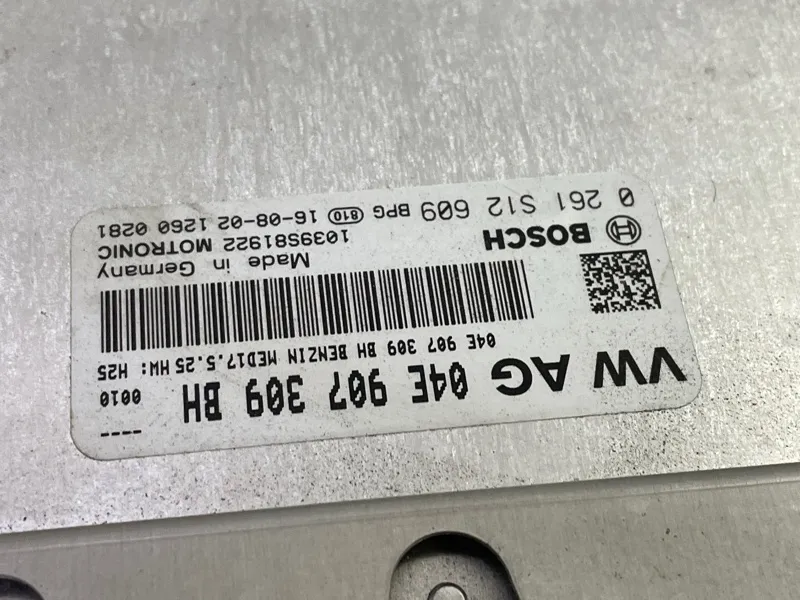 VW AG 04E 907 309 BH
----
0010
04E 907 309 BH BENZIN MED17.5.25 HW: H25
BOSCH
Made in Germany
1039S81922 MOTRONIC
0 261 S12 609 BPG 810 16-08-02 1260 0281